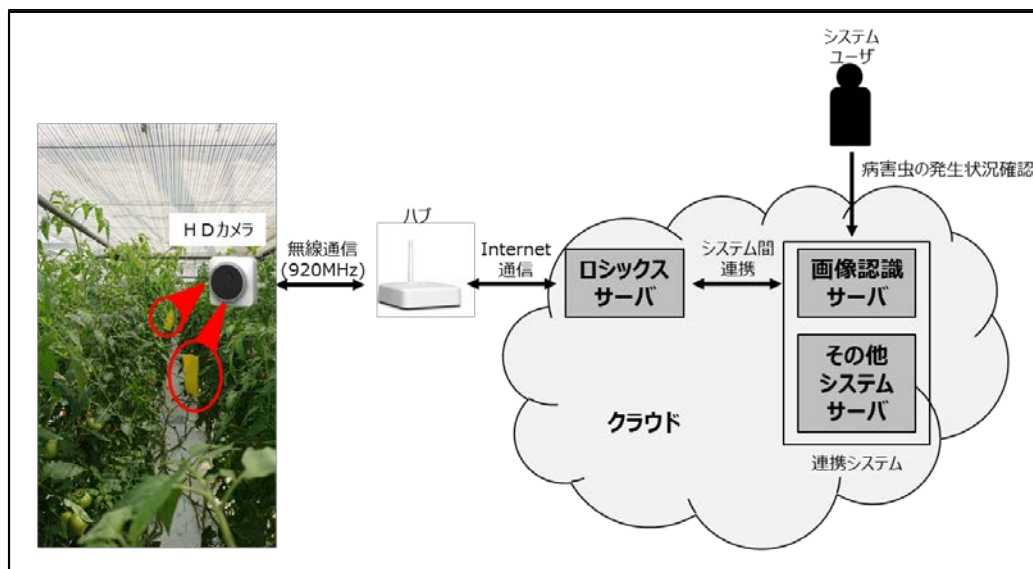 システム
ユーザ
病害虫の発生状況確認
HDカメラ
無線通信
(920MHz)
ハブ
Internet
通信
ロシックス
サーバ
システム間
連携
画像認識
サーバ
その他
システム
サーバ
クラウド
連携システム